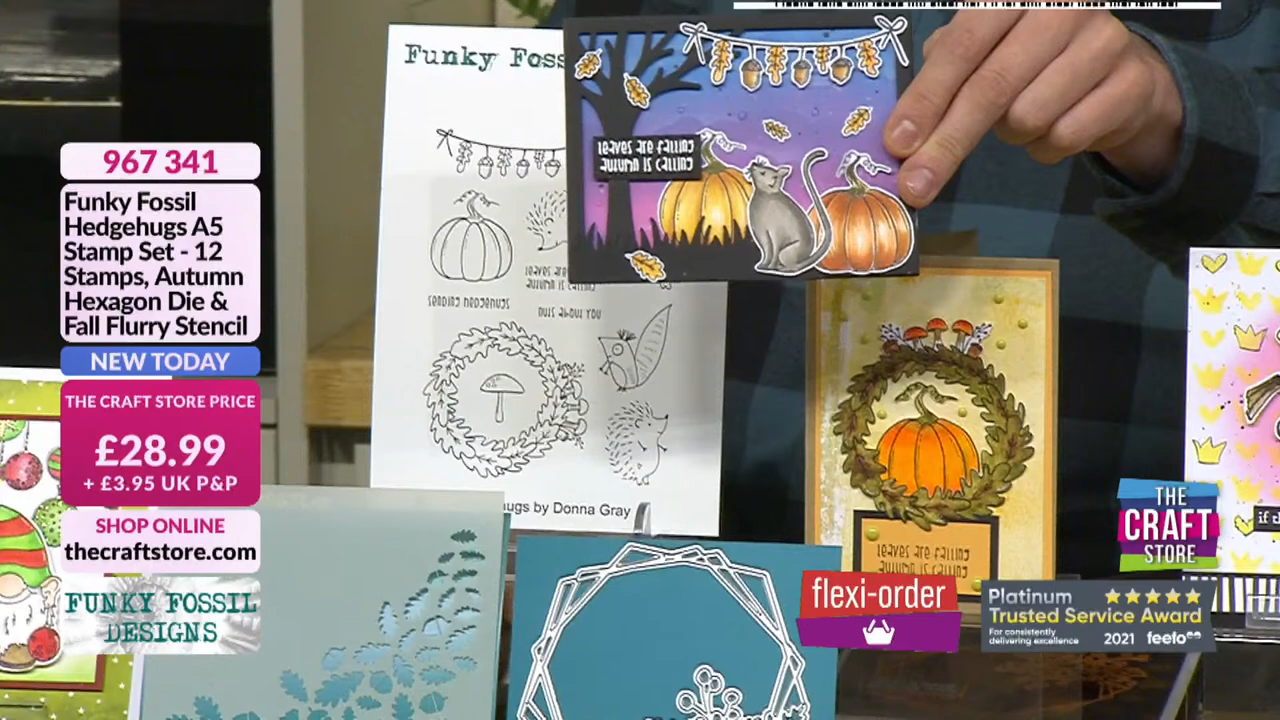 967 341
Funky Fossil
Hedgehugs A5
Stamp Set - 12
Stamps, Autumn
Hexagon Die &
Fall Flurry Stencil
NEW TODAY
THE CRAFT STORE PRICE
£28.99
+ £3.95 UK P&P
SHOP ONLINE
thecraftstore.com
FUNKY FOSSIL
DESIGNS
Funky Foss
leaves are falling
autumn is calling
leaves are
autumn is calling
sending hedgehugs
nuts about you
ugs by Donna Gray
leaves are falling
autumn is calling
if
THE
CRAFT
STORE
flexi-order
Platinum
Trusted Service Award
For consistently
delivering excellence
2021 feefo